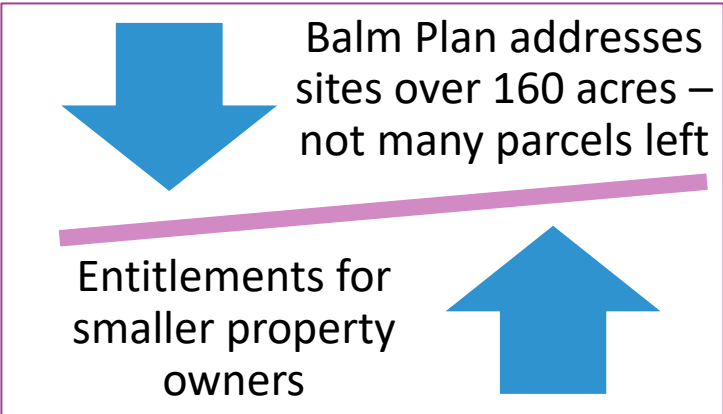 Balm Plan addresses
sites over 160 acres –
not many parcels left
Entitlements for
smaller property
owners